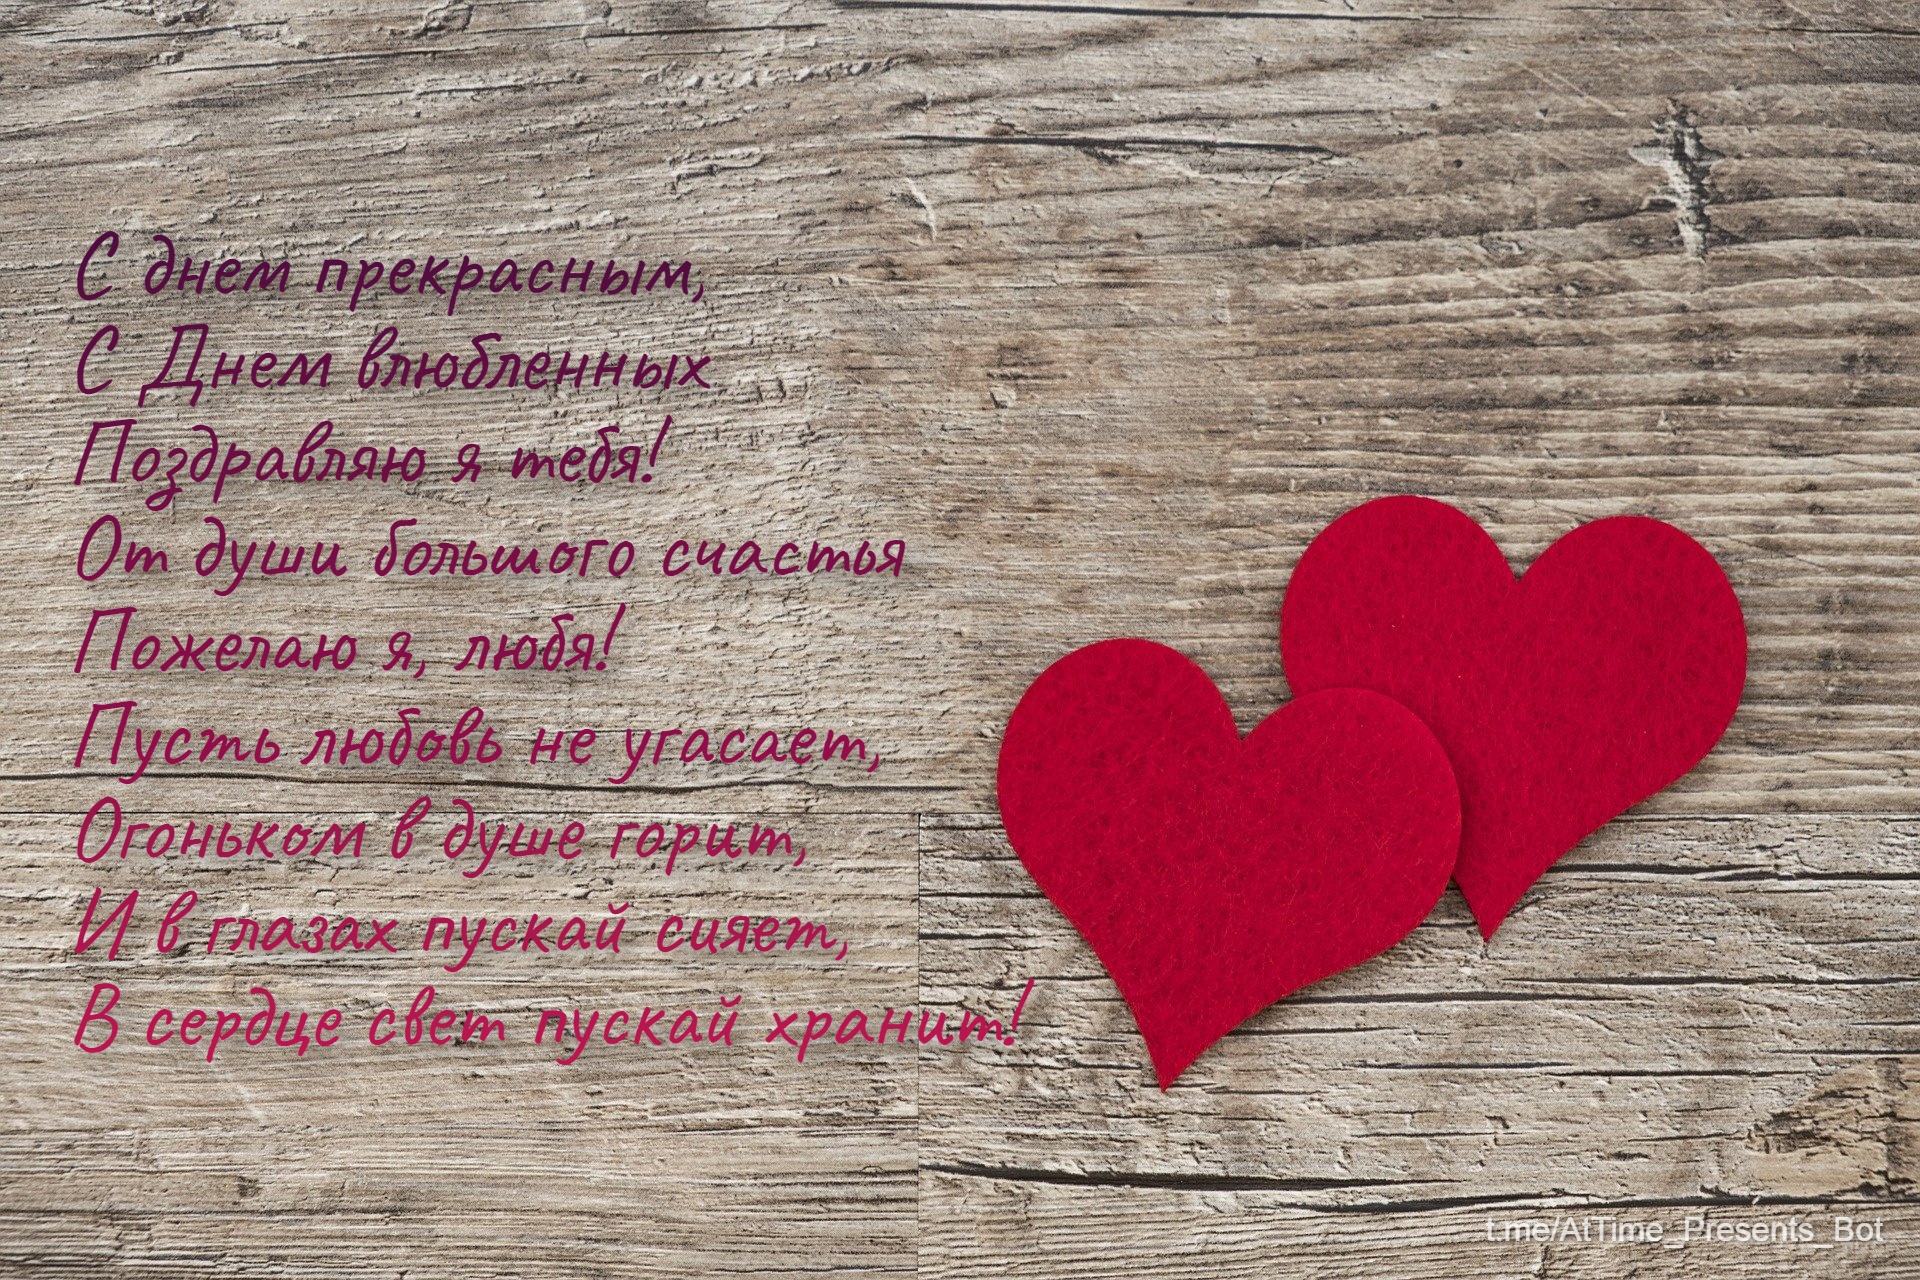 С днем прекрасным,
С Днем влюбленных
Поздравляю я тебя!
От души большого счастья
Пожелаю я, любя!
Пусть любовь не угасает,
Огоньком в душе горит,
И в глазах пускай сияет,
В сердце свет пускай хранит!
t.me/AtTime_Presents_Bot